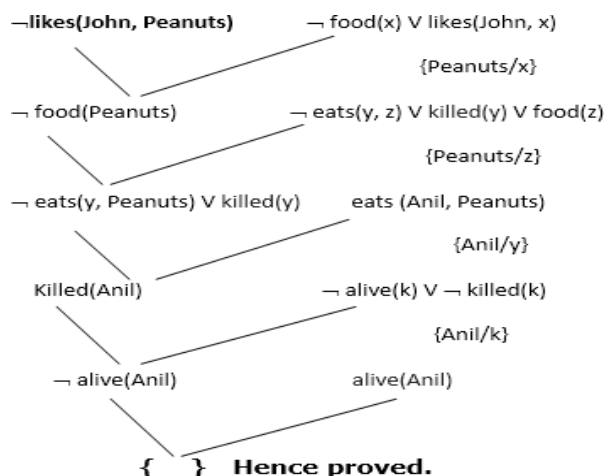 ¬likes(John, Peanuts) ¬ food(x) V likes(John, x)
{Peanuts/x}
¬ food(Peanuts) ¬ eats(y, z) V killed(y) V food(z)
{Peanuts/z}
¬ eats(y, Peanuts) V killed(y) eats (Anil, Peanuts)
{Anil/y}
Killed(Anil) ¬ alive(k) V ¬ killed(k)
{Anil/k}
¬ alive(Anil) alive(Anil)
{ } Hence proved.